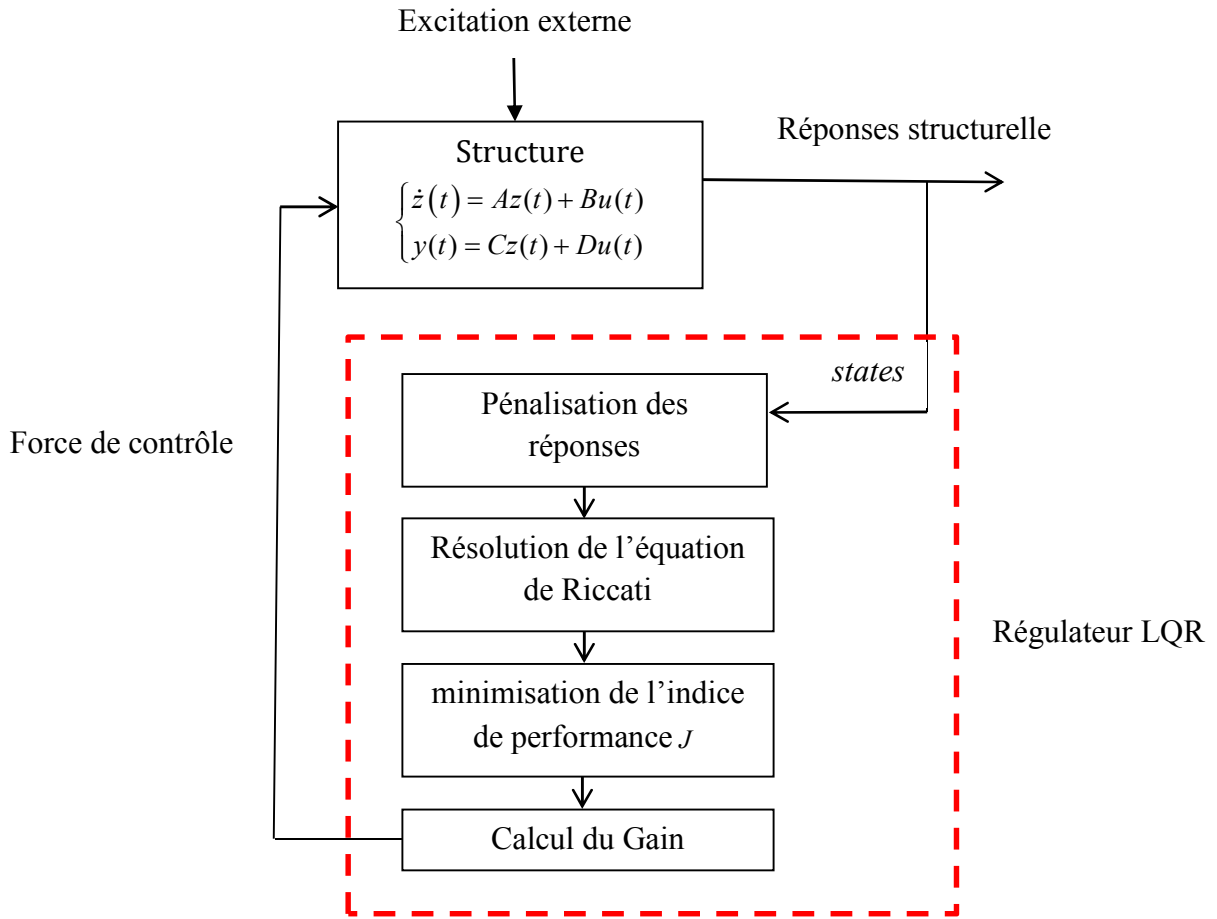 Excitation externe
Réponses structurelle
Structure
ż(t) = Az(t) + Bu(t)
y(t) = Cz(t) + Du(t)
states
Pénalisation des
réponses
Force de contrôle
Résolution de l’équation
de Riccati
Régulateur LQR
minimisation de l’indice
de performance J
Calcul du Gain